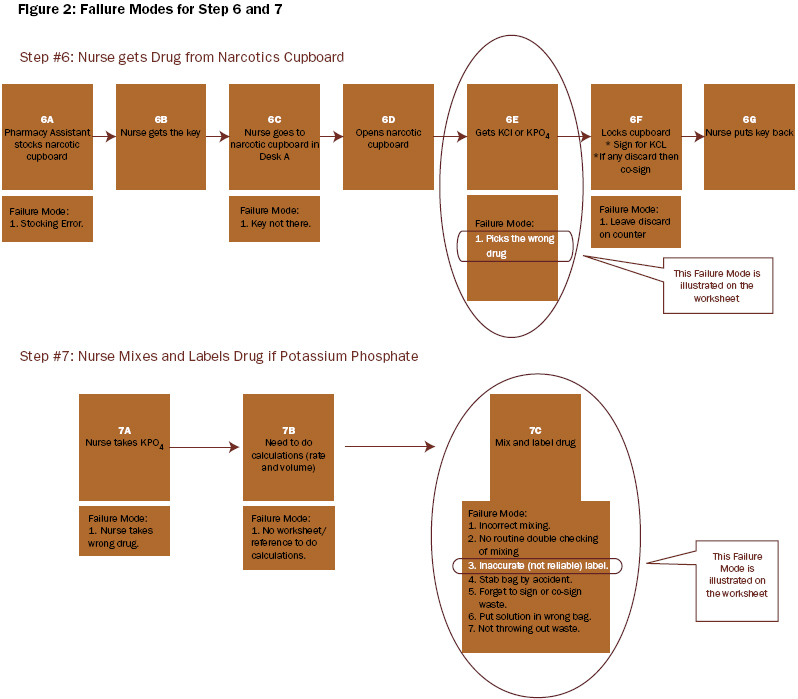 Figure 2: Failure Modes for Step 6 and 7
Step #6: Nurse gets Drug from Narcotics Cupboard
6A
Pharmacy Assistant
stocks narcotic
cupboard
6B
Nurse gets the key
6C
Nurse goes to
narcotic cupboard in
Desk A
6D
Opens narcotic
cupboard
6E
Gets KCl or KPO4
6F
Locks cupboard
* Sign for KCL
*If any discard then
co-sign
6G
Nurse puts key back
Failure Mode:
1. Stocking Error.
Failure Mode:
1. Key not there.
Failure Mode:
1. Picks the wrong
drug
Failure Mode:
1. Leave discard
on counter
This Failure Mode is
illustrated on the
worksheet
Step #7: Nurse Mixes and Labels Drug if Potassium Phosphate
7A
Nurse takes KPO4
7B
Need to do
calculations (rate
and volume)
7C
Mix and label drug
Failure Mode:
1. Nurse takes
wrong drug.
Failure Mode:
1. No worksheet/
reference to do
calculations.
Failure Mode:
1. Incorrect mixing.
2. No routine double checking
of mixing
3. Inaccurate (not reliable) label.
4. Stab bag by accident.
5. Forget to sign or co-sign
waste.
6. Put solution in wrong bag.
7. Not throwing out waste.
This Failure
Mode is
illustrated on
the worksheet